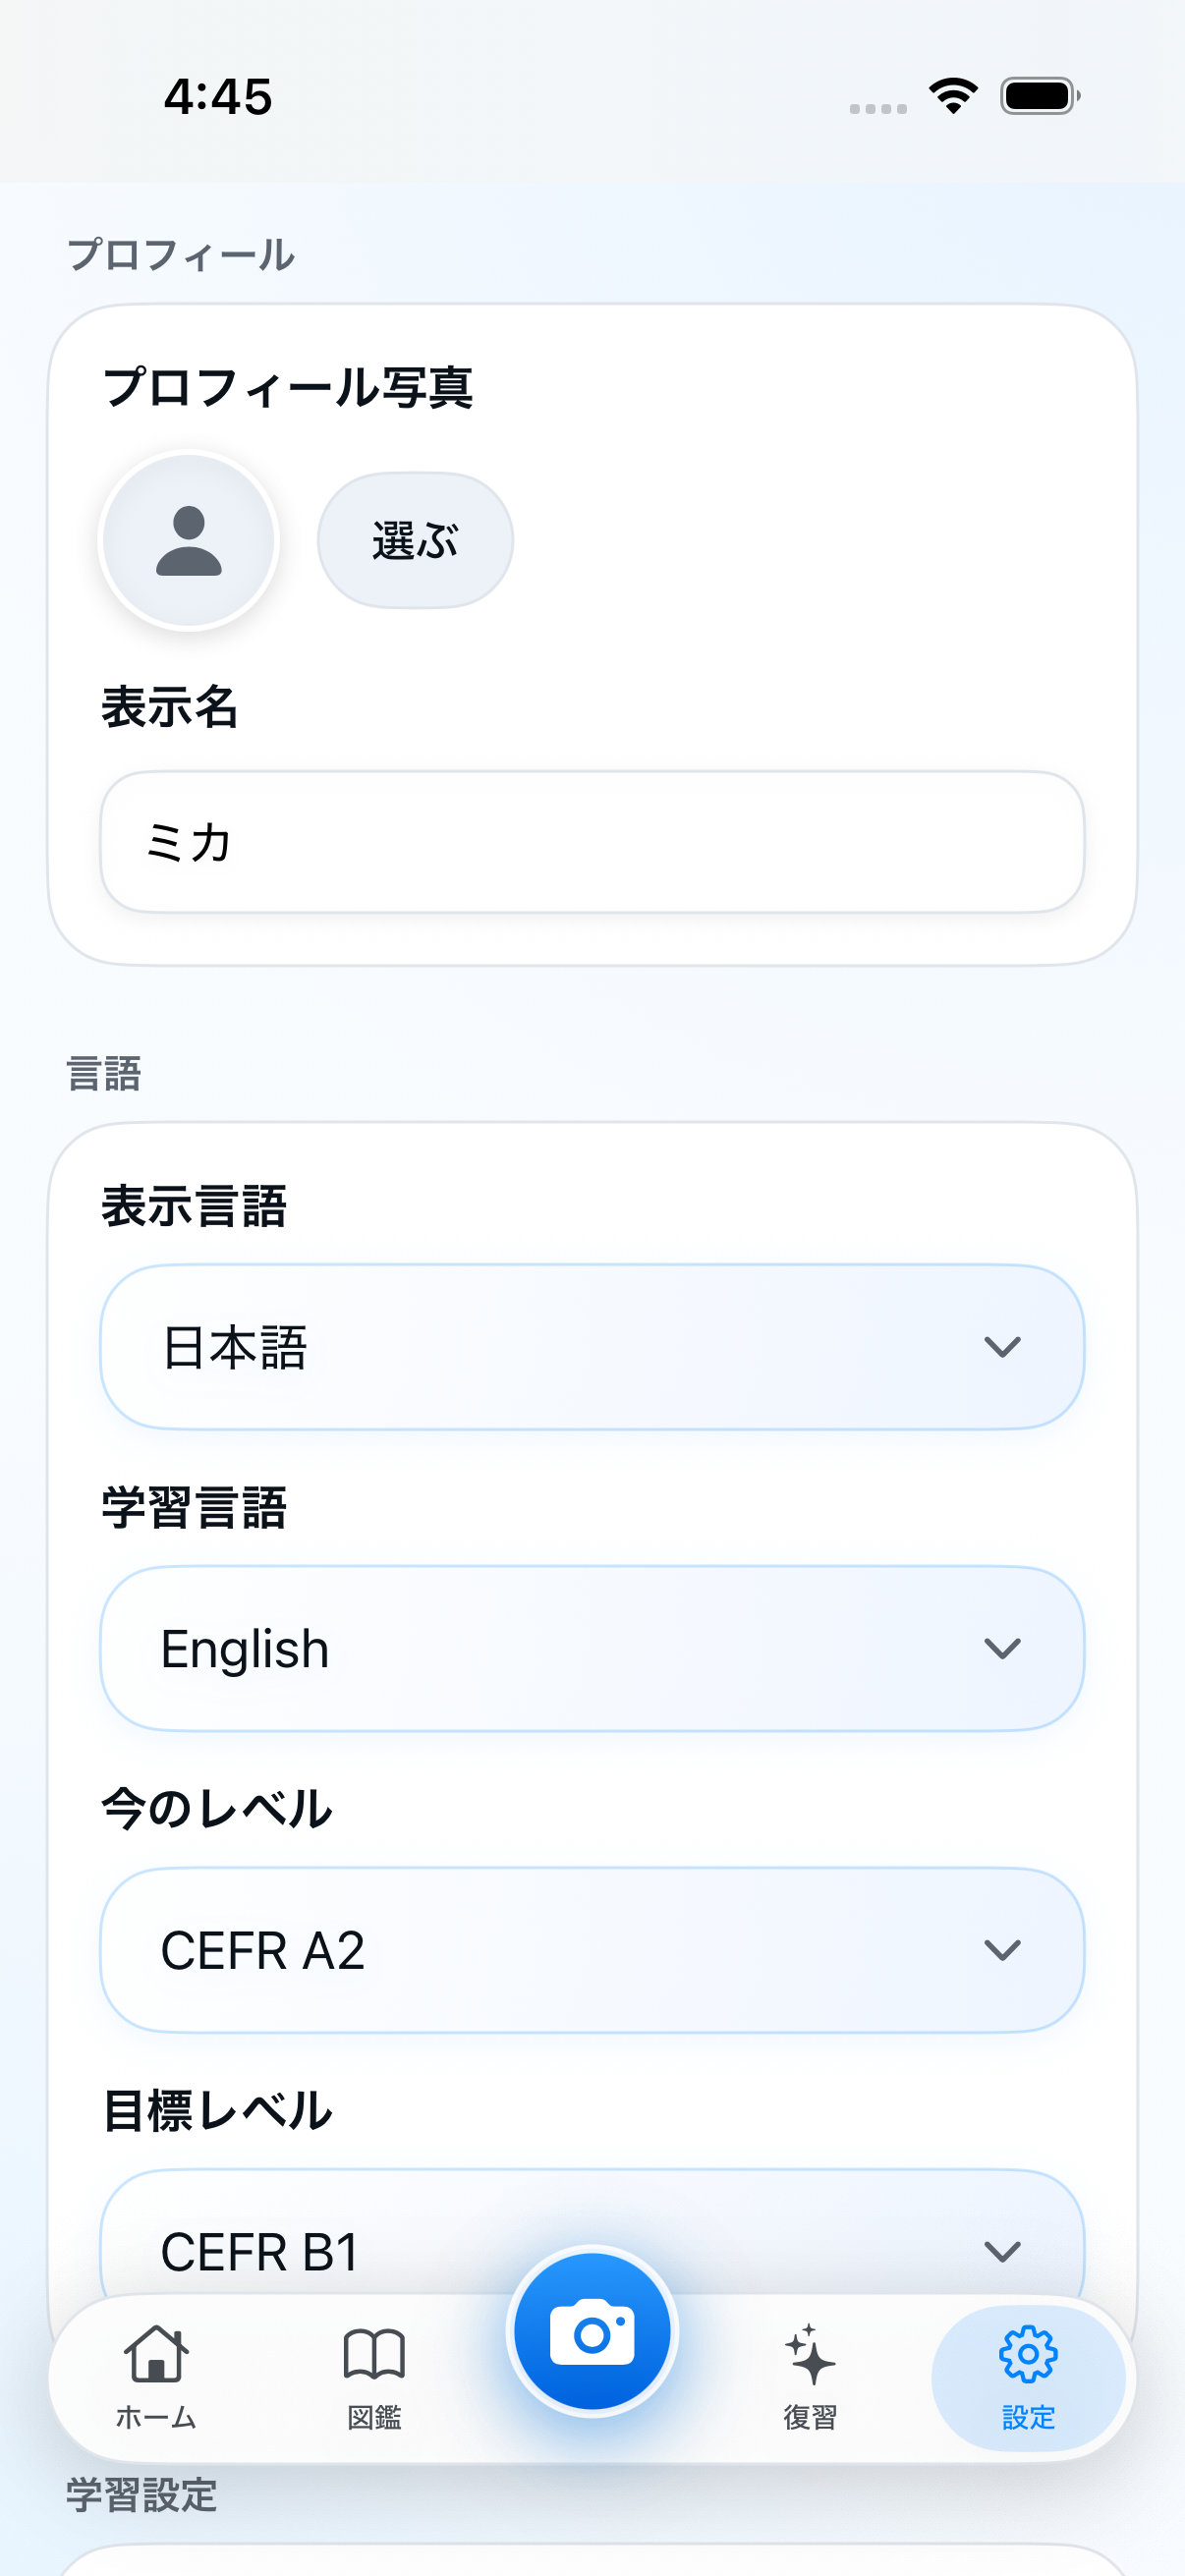 4:45
プロフィール
プロフィール写真
選ぶ
表示名
ミカ
言語
表示言語
日本語
学習言語
English
今のレベル
CEFR A2
目標レベル
CEFR B1
ホーム
図鑑
復習
設定
学習設定